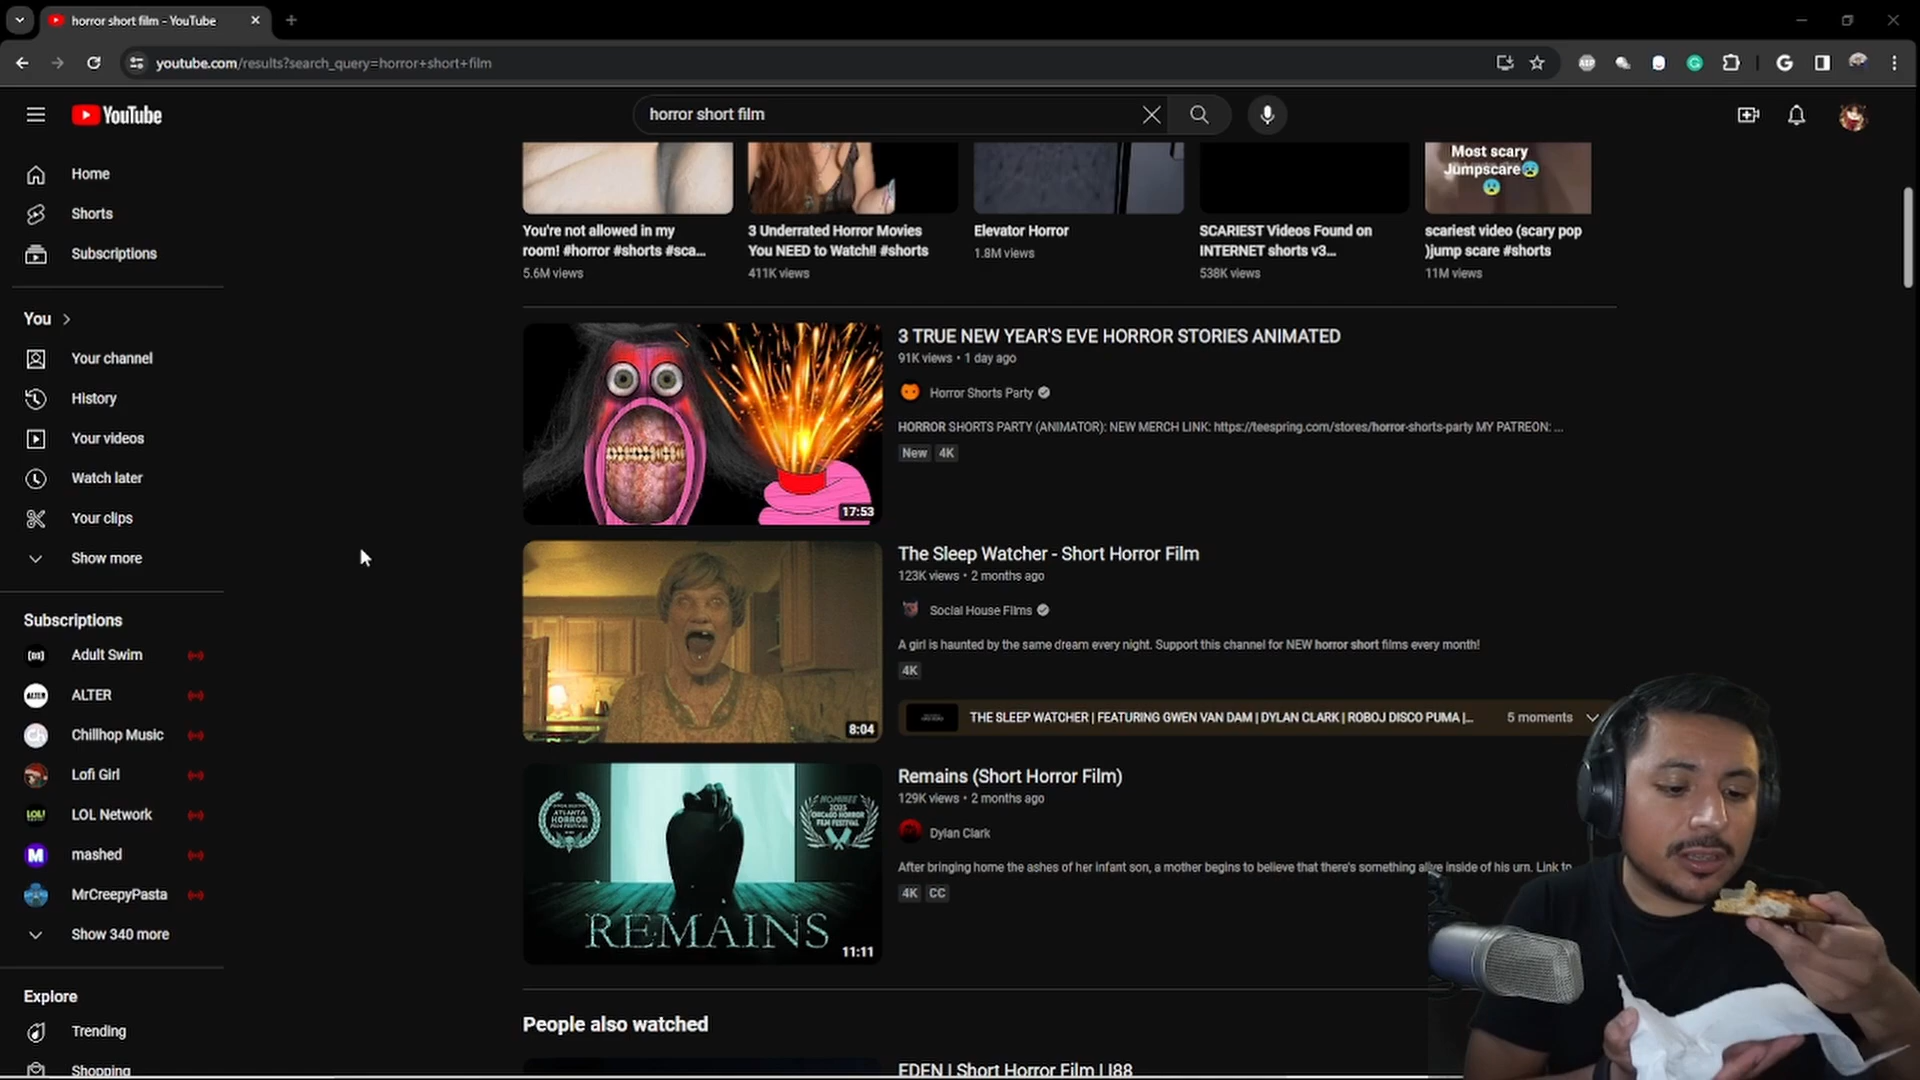 horror short film - YouTube
youtube.com/results?search_query=horror+short+film
YouTube
horror short film
Home
Shorts
Subscriptions
You
Your channel
History
Your videos
Watch later
Your clips
Show more
Subscriptions
Adult Swim
ALTER
Chillhop Music
Lofi Girl
LOL Network
mashed
MrCreepyPasta
Show 340 more
Explore
Trending
Shopping
Most scary
Jumpscare😰
😰
You're not allowed in my
room! #horror #shorts #sca...
5.6M views
3 Underrated Horror Movies
You NEED to Watch!! #shorts
411K views
Elevator Horror
1.8M views
SCARIEST Videos Found on
INTERNET shorts v3...
538K views
scariest video (scary pop
)jump scare #shorts
11M views
17:53
3 TRUE NEW YEAR'S EVE HORROR STORIES ANIMATED
91K views • 1 day ago
Horror Shorts Party
HORROR SHORTS PARTY (ANIMATOR): NEW MERCH LINK: https://teespring.com/stores/horror-shorts-party MY PATREON: ...
New 4K
8:04
The Sleep Watcher - Short Horror Film
123K views • 2 months ago
Social House Films
A girl is haunted by the same dream every night. Support this channel for NEW horror short films every month!
4K
THE SLEEP WATCHER | FEATURING GWEN VAN DAM | DYLAN CLARK | ROBOJ DISCO PUMA |...
5 moments
ATLANTA
HORROR
FILM FESTIVAL
NOMINEE
CHICAGO HORROR
FILM FESTIVAL
REMAINS
11:11
Remains (Short Horror Film)
129K views • 2 months ago
Dylan Clark
After bringing home the ashes of her infant son, a mother begins to believe that there's something alive inside of his urn. Link to
4K CC
People also watched
EDEN | Short Horror Film | I88